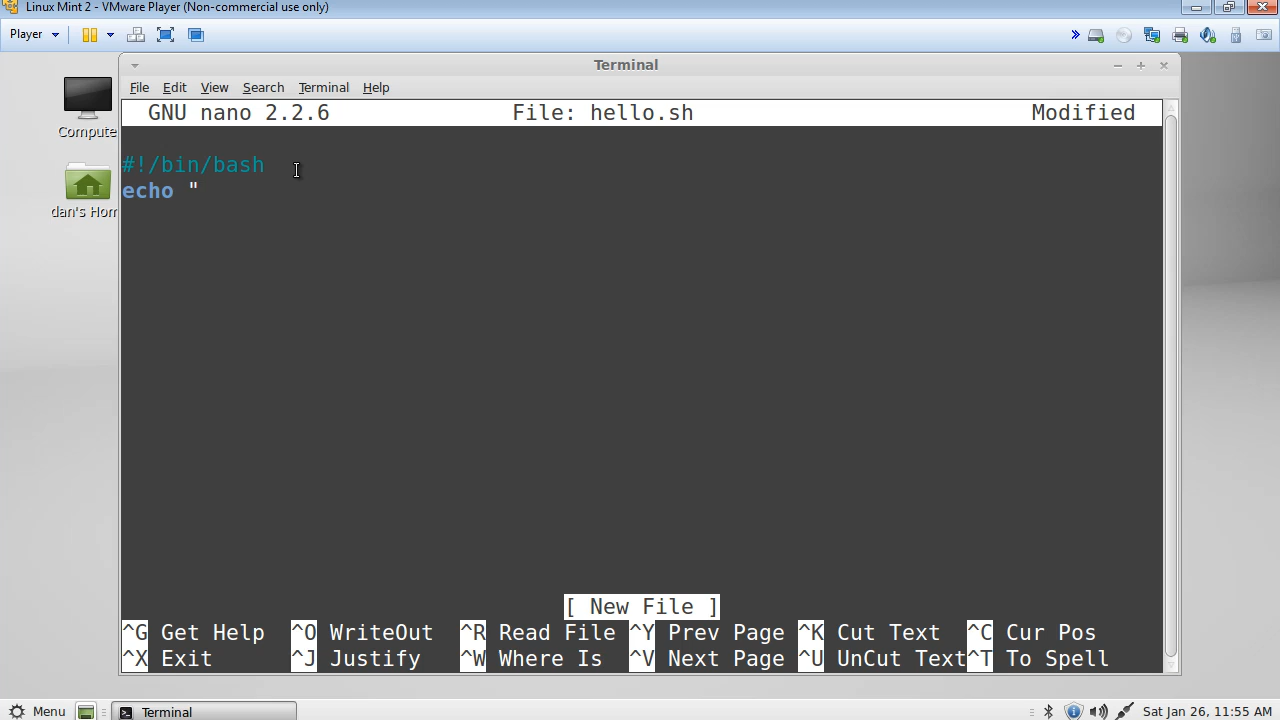 Linux Mint 2 - VMware Player (Non-commercial use only)
Player
Terminal
File Edit View Search Terminal Help
GNU nano 2.2.6 File: hello.sh Modified
Compute
dan's Hom
#!/bin/bash
echo "
[ New File ]
^G Get Help ^O WriteOut ^R Read File ^Y Prev Page ^K Cut Text ^C Cur Pos
^X Exit ^J Justify ^W Where Is ^V Next Page ^U UnCut Text ^T To Spell
Menu Terminal Sat Jan 26, 11:55 AM